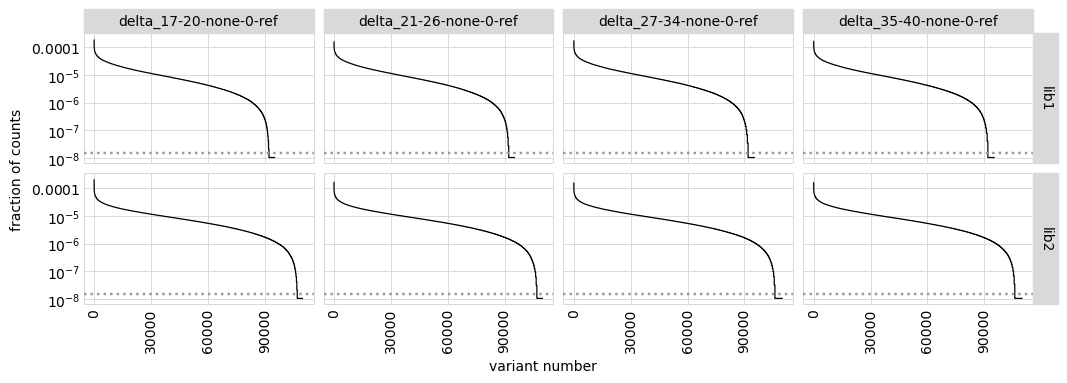 delta_17-20-none-0-ref
delta_21-26-none-0-ref
delta_27-34-none-0-ref
delta_35-40-none-0-ref
fraction of counts
0.0001
10⁻⁵
10⁻⁶
10⁻⁷
10⁻⁸
lib1
0.0001
10⁻⁵
10⁻⁶
10⁻⁷
10⁻⁸
lib2
0 30000 60000 90000
0 30000 60000 90000
0 30000 60000 90000
0 30000 60000 90000
variant number